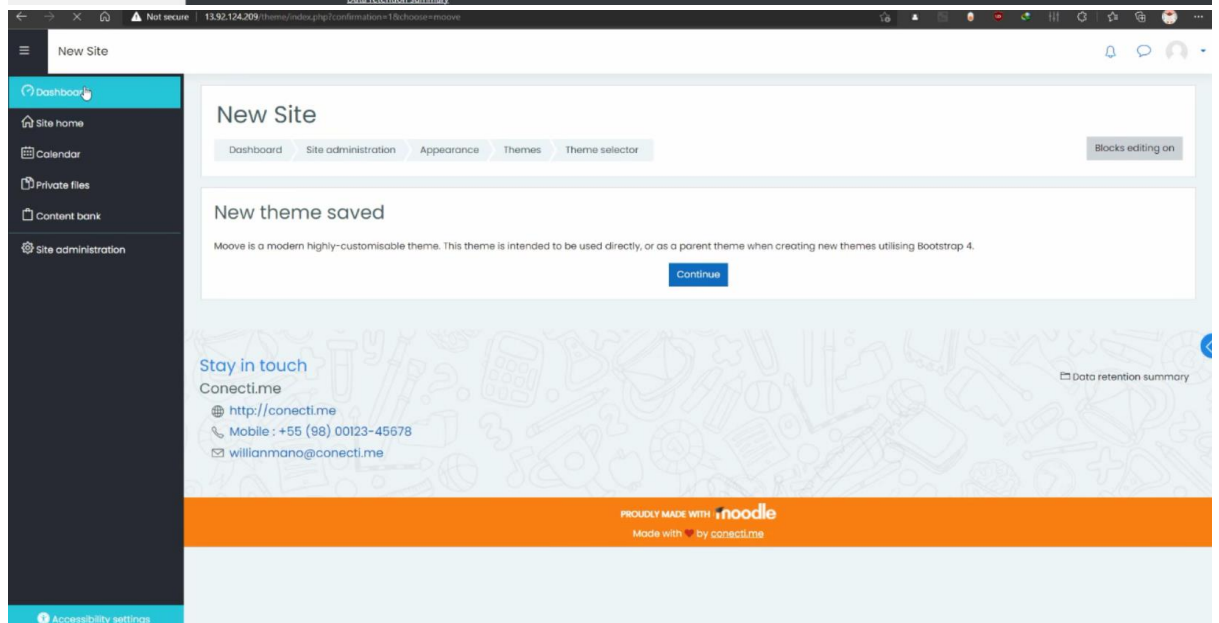 Data retention summary
Not secure 13.92.124.209/theme/index.php?confirmation=1&choose=moove
New Site
Dashboard
Site home
Calendar
Private files
Content bank
Site administration
New Site
Dashboard Site administration Appearance Themes Theme selector
Blocks editing on
New theme saved
Moove is a modern highly-customisable theme. This theme is intended to be used directly, or as a parent theme when creating new themes utilising Bootstrap 4.
Continue
Stay in touch
Conecti.me
http://conecti.me
Mobile : +55 (98) 00123-45678
willianmano@conecti.me
Data retention summary
PROUDLY MADE WITH moodle
Made with ❤ by conecti.me
Accessibility settings